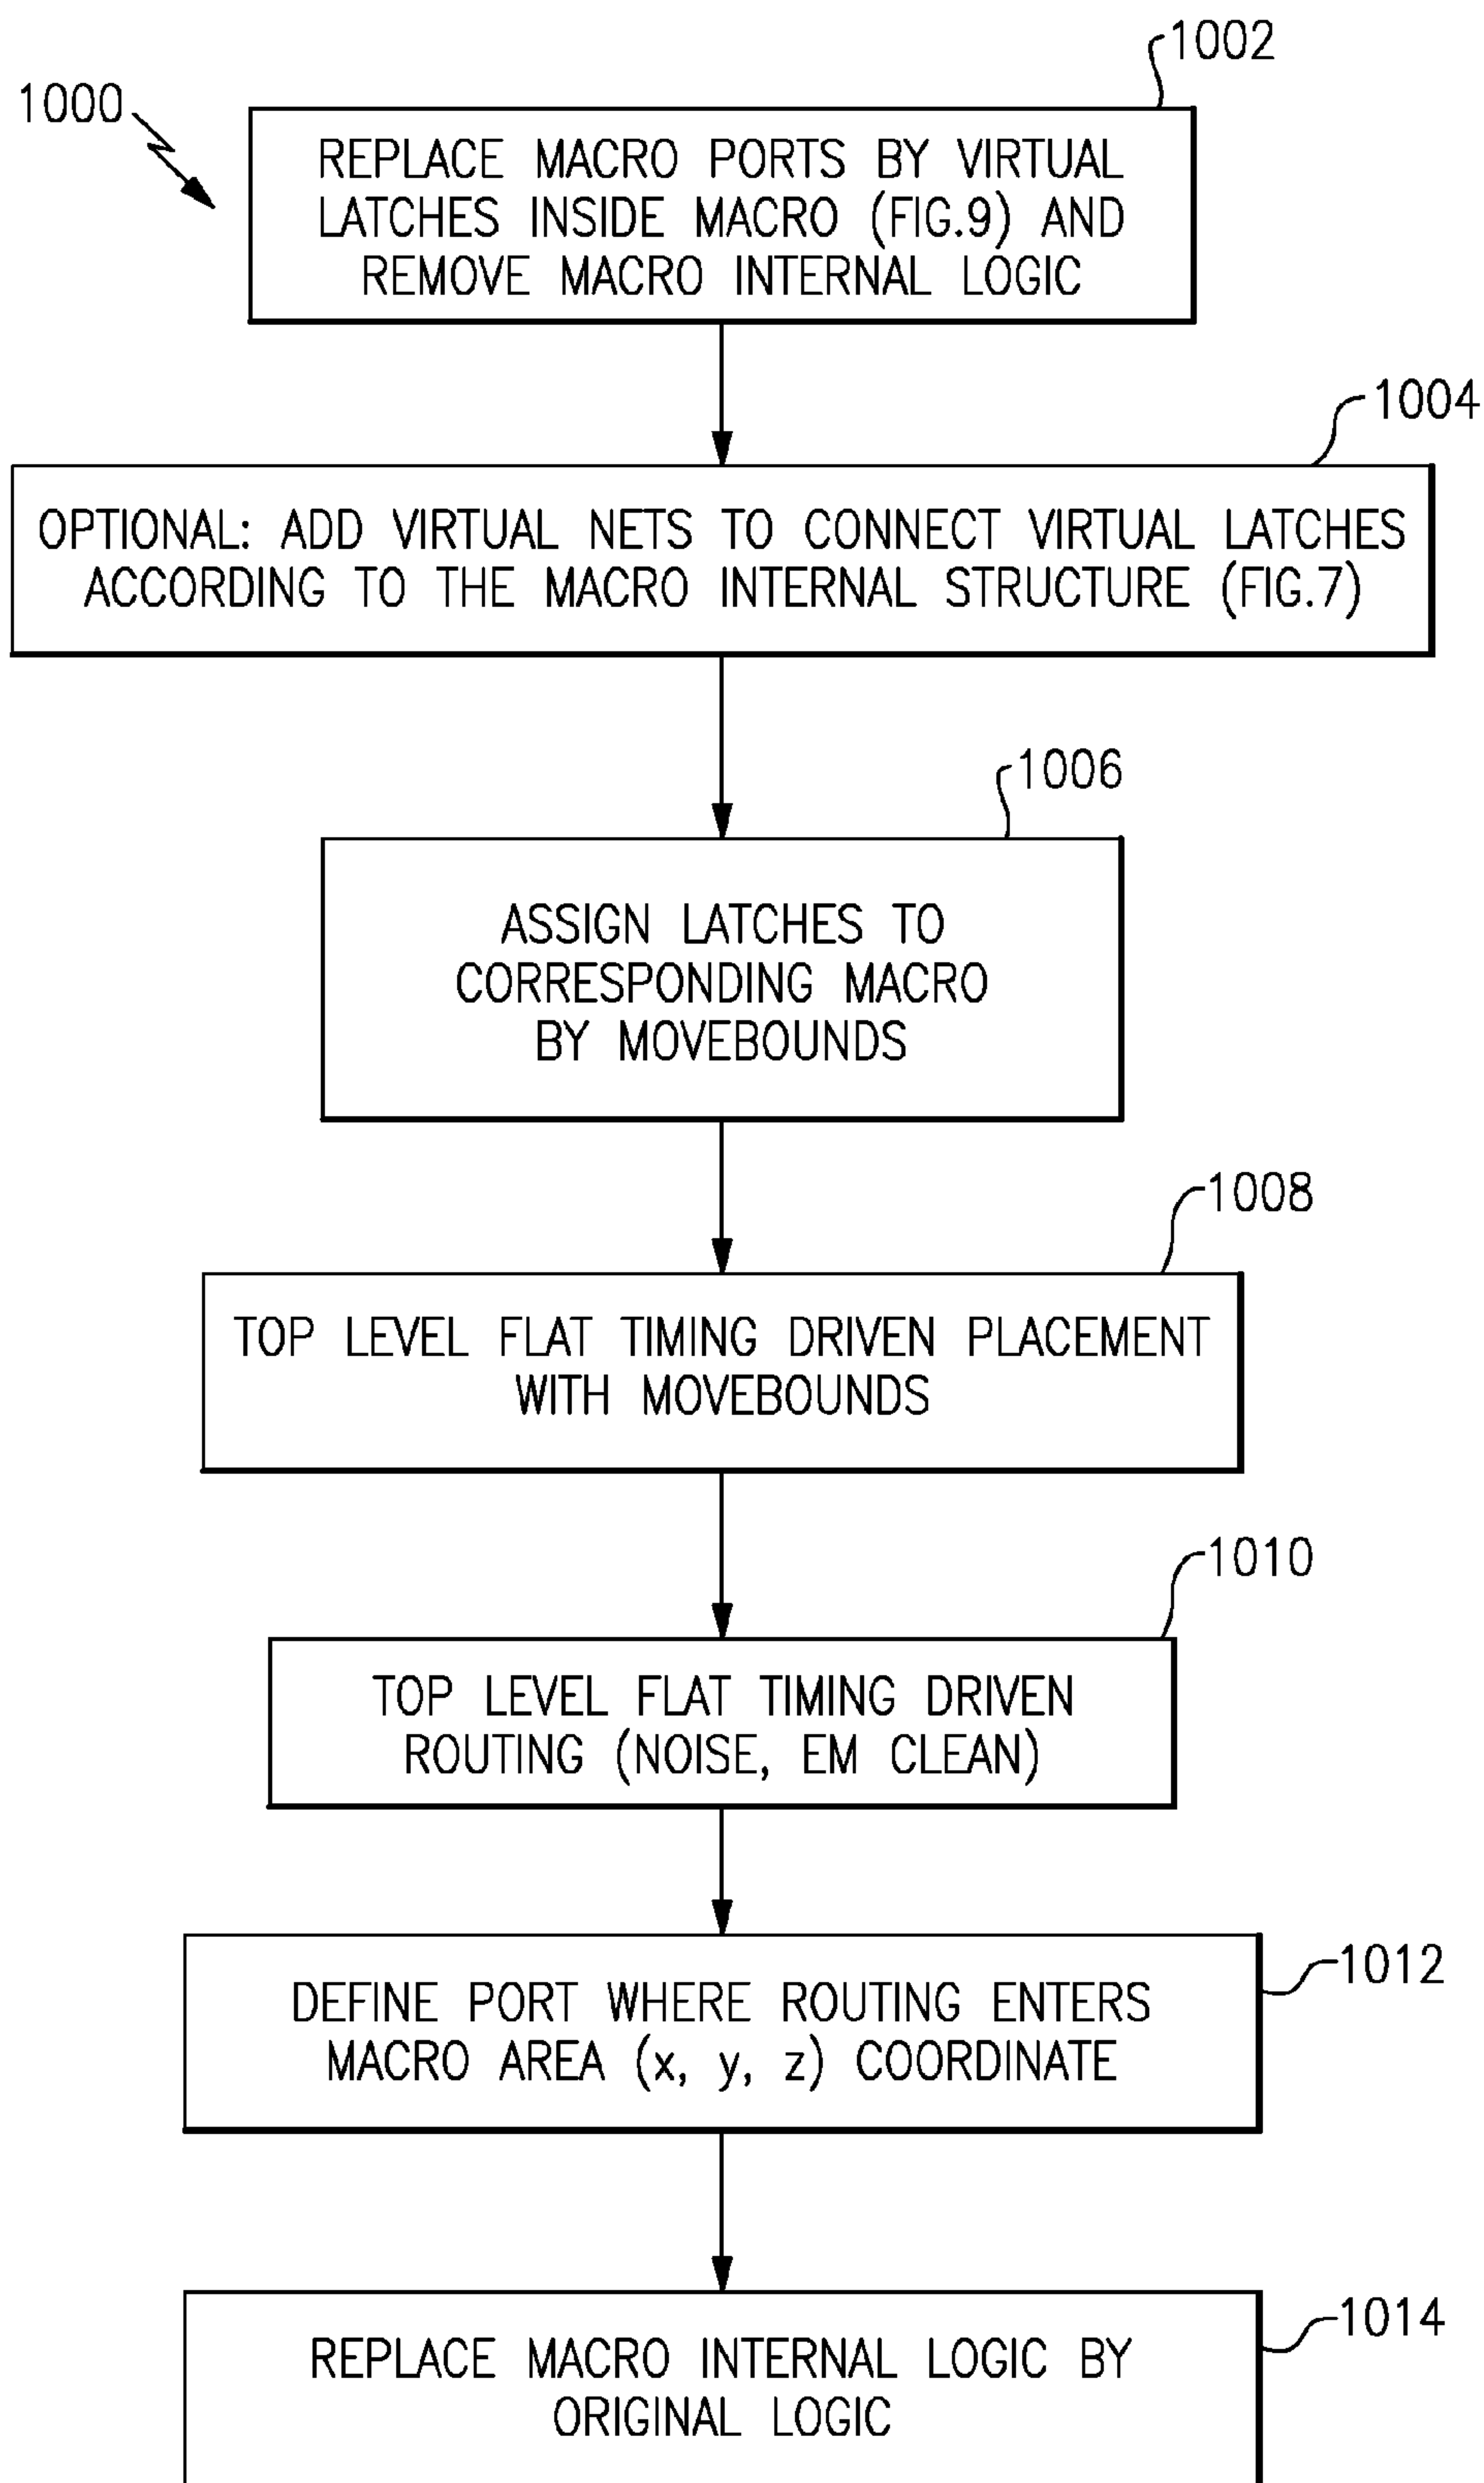 1002
1000
REPLACE MACRO PORTS BY VIRTUAL
LATCHES INSIDE MACRO (FIG.9) AND
REMOVE MACRO INTERNAL LOGIC
1004
OPTIONAL: ADD VIRTUAL NETS TO CONNECT VIRTUAL LATCHES
ACCORDING TO THE MACRO INTERNAL STRUCTURE (FIG.7)
1006
ASSIGN LATCHES TO
CORRESPONDING MACRO
BY MOVEBOUNDS
1008
TOP LEVEL FLAT TIMING DRIVEN PLACEMENT
WITH MOVEBOUNDS
1010
TOP LEVEL FLAT TIMING DRIVEN
ROUTING (NOISE, EM CLEAN)
1012
DEFINE PORT WHERE ROUTING ENTERS
MACRO AREA (x, y, z) COORDINATE
1014
REPLACE MACRO INTERNAL LOGIC BY
ORIGINAL LOGIC